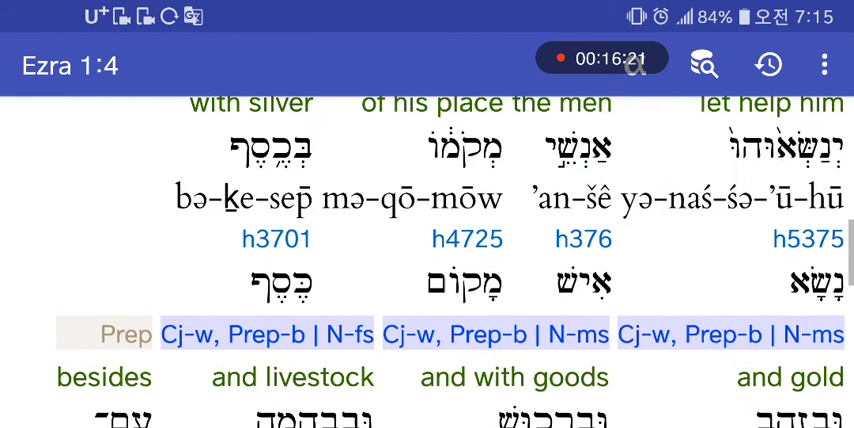 U+ 84% 오전 7:15
Ezra 1:4 00:16:21
with silver of his place the men let help him
בְּכֶ֥סֶף מְקֹמ֔וֹ אַנְשֵׁ֣י יְנַשְּׂא֙וּהוּ֙
bə-ḵe-sep̄ mə-qō-mōw ’an-šê yə-naś-śə-’ū-hū
h3701 h4725 h376 h5375
כֶּסֶף מָקוֹם אִישׁ נָשָׂא
Prep Cj-w, Prep-b | N-fs Cj-w, Prep-b | N-ms Cj-w, Prep-b | N-ms
besides and livestock and with goods and gold